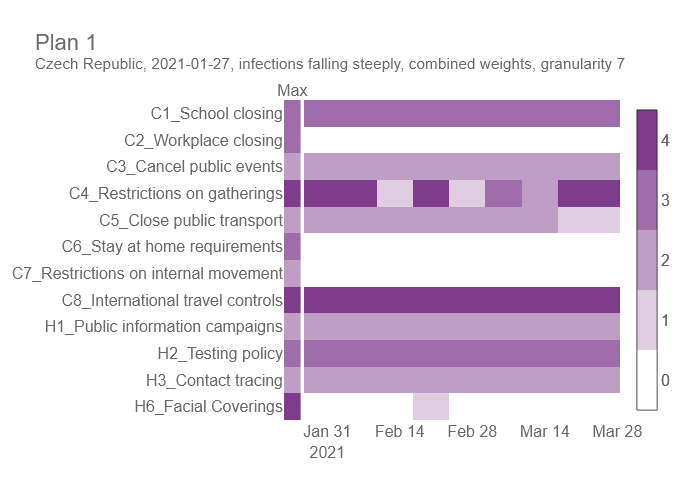 Plan 1
Czech Republic, 2021-01-27, infections falling steeply, combined weights, granularity 7
Max
C1_School closing
C2_Workplace closing
C3_Cancel public events
C4_Restrictions on gatherings
C5_Close public transport
C6_Stay at home requirements
C7_Restrictions on internal movement
C8_International travel controls
H1_Public information campaigns
H2_Testing policy
H3_Contact tracing
H6_Facial Coverings
4
3
2
1
0
Jan 31 Feb 14 Feb 28 Mar 14 Mar 28
2021